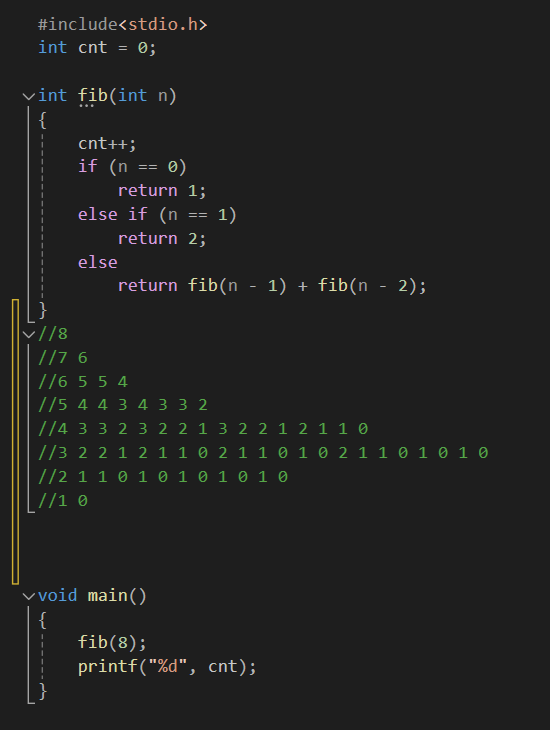 #include<stdio.h>
int cnt = 0;
int fib(int n)
{
cnt++;
if (n == 0)
return 1;
else if (n == 1)
return 2;
else
return fib(n - 1) + fib(n - 2);
}
//8
//7 6
//6 5 5 4
//5 4 4 3 4 3 3 2
//4 3 3 2 3 2 2 1 3 2 2 1 2 1 1 0
//3 2 2 1 2 1 1 0 2 1 1 0 1 0 2 1 1 0 1 0 1 0
//2 1 1 0 1 0 1 0 1 0 1 0
//1 0
void main()
{
fib(8);
printf("%d", cnt);
}